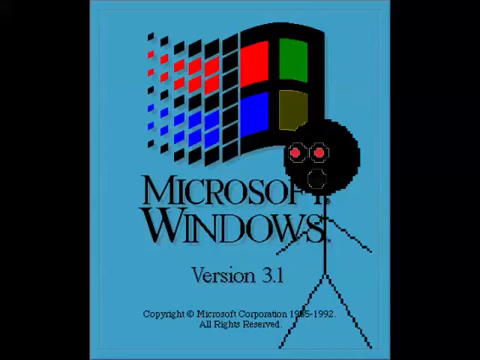 MICROSOFT.
WINDOWS.
Version 3.1
Copyright © Microsoft Corporation 1985-1992.
All Rights Reserved.